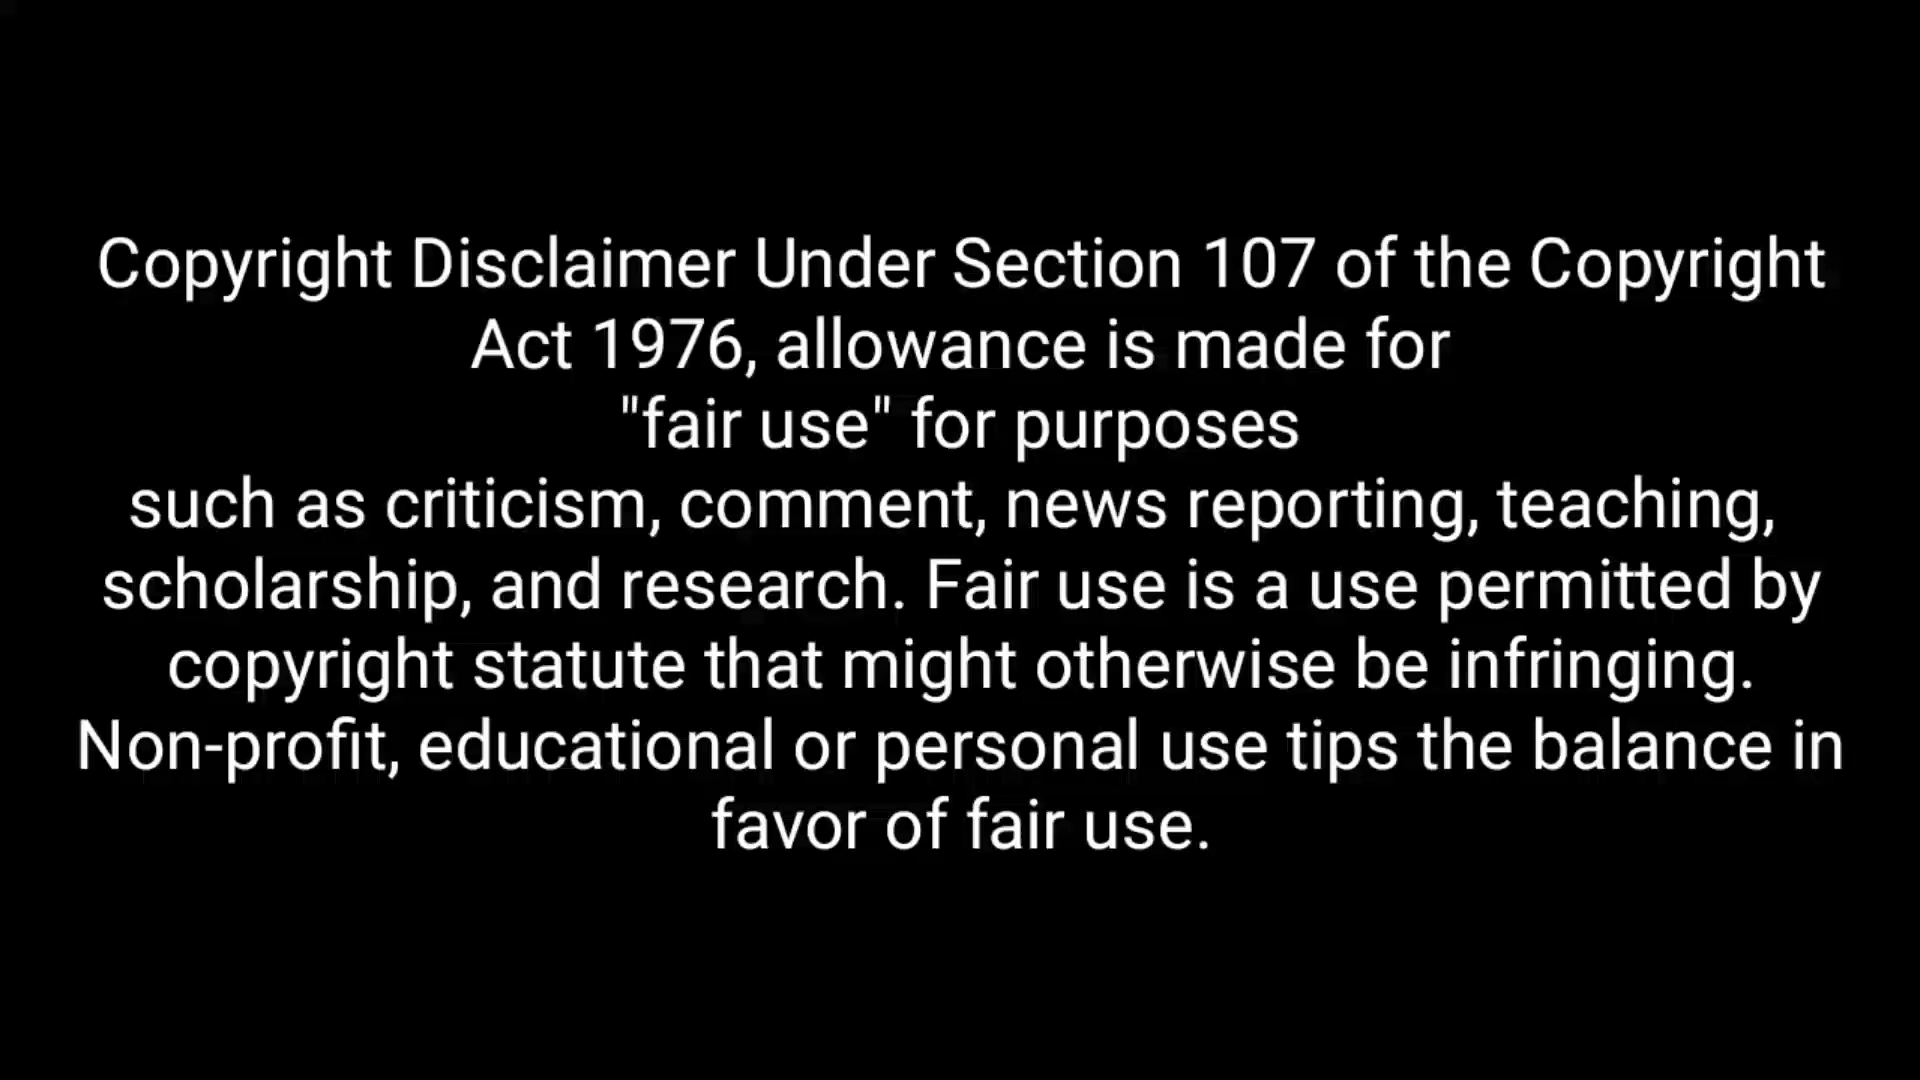 Copyright Disclaimer Under Section 107 of the Copyright
Act 1976, allowance is made for
"fair use" for purposes
such as criticism, comment, news reporting, teaching,
scholarship, and research. Fair use is a use permitted by
copyright statute that might otherwise be infringing.
Non-profit, educational or personal use tips the balance in
favor of fair use.